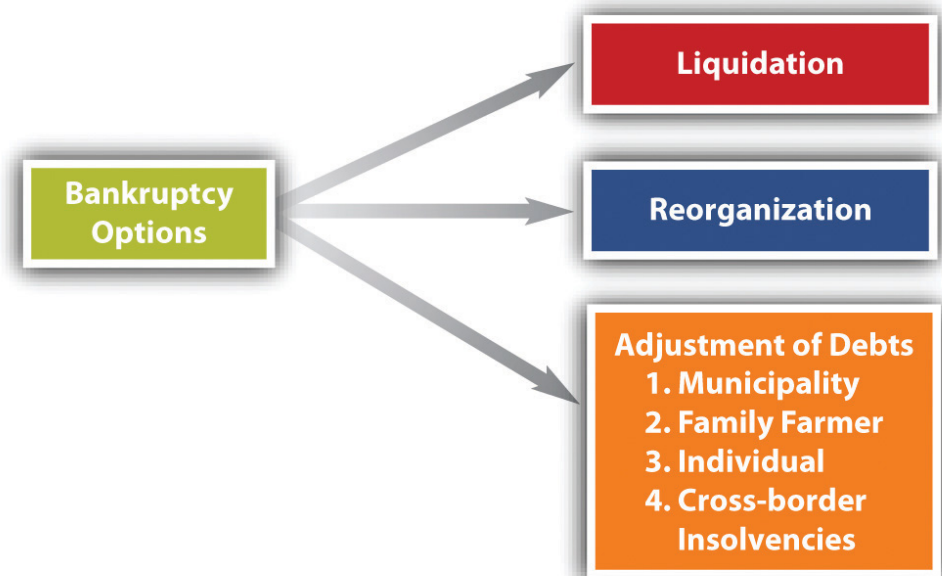 Bankruptcy
Options
Liquidation
Reorganization
Adjustment of Debts
1. Municipality
2. Family Farmer
3. Individual
4. Cross-border
Insolvencies